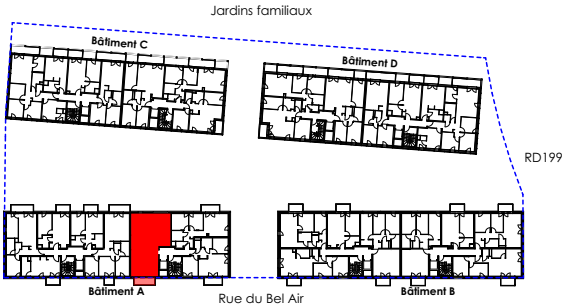 Jardins familiaux
Bâtiment C
Bâtiment D
RD199
Bâtiment A
Rue du Bel Air
Bâtiment B